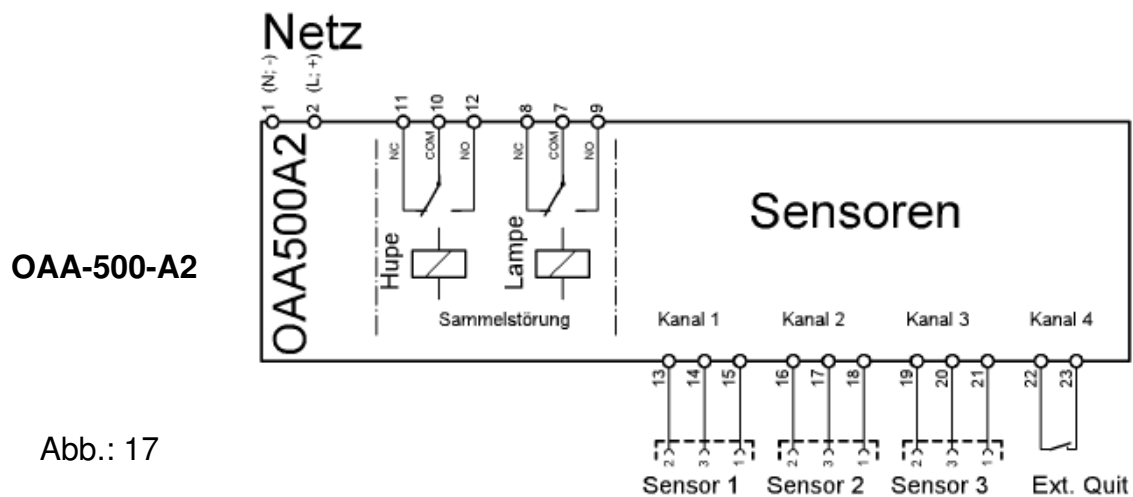 Netz
1 (N; -)
2 (L; +)
11
10
12
8
7
9
NC
COM
NO
NC
COM
NO
OAA500A2
Hupe
Lampe
Sensoren
OAA-500-A2
Sammelstörung
Kanal 1
Kanal 2
Kanal 3
Kanal 4
13
14
15
16
17
18
19
20
21
22
23
Abb.: 17
2
3
1
2
3
1
2
3
1
Sensor 1
Sensor 2
Sensor 3
Ext. Quit